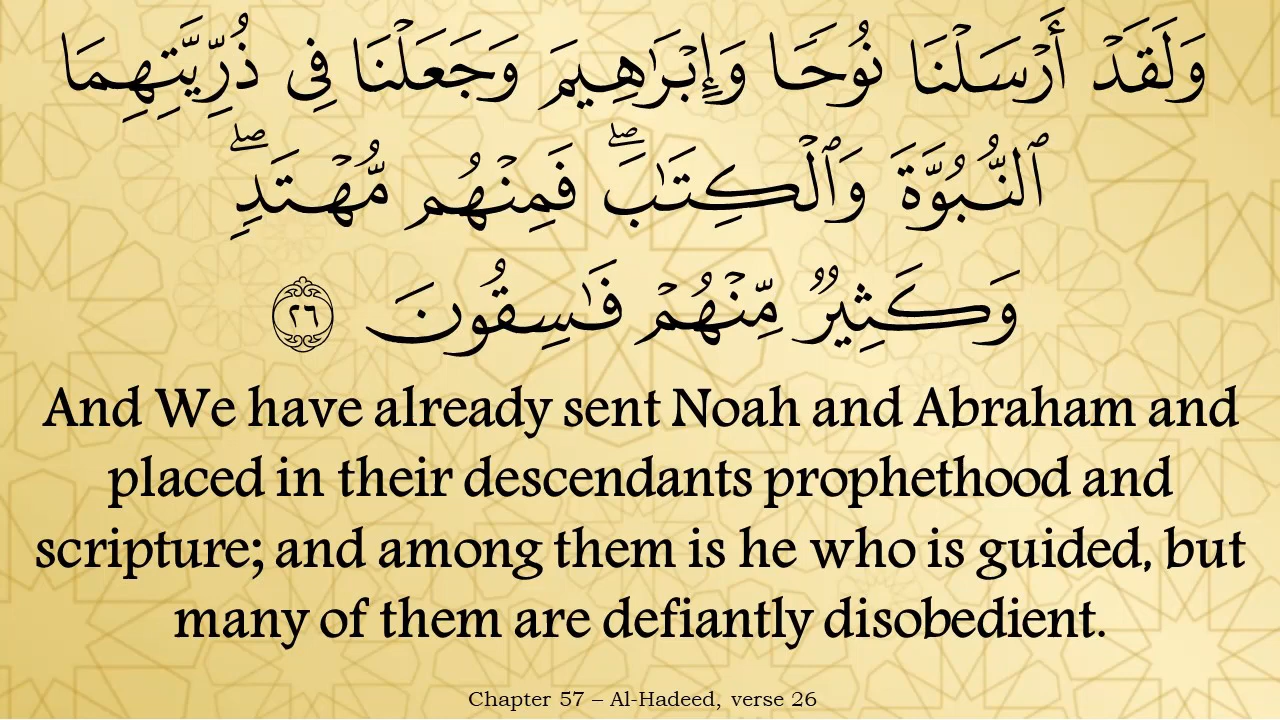 وَلَقَدْ أَرْسَلْنَا نُوحًا وَإِبْرَٰهِيمَ وَجَعَلْنَا فِى ذُرِّيَّتِهِمَا
ٱلنُّبُوَّةَ وَٱلْكِتَـٰبَ ۖ فَمِنْهُم مُّهْتَدٍ ۖ
وَكَثِيرٌ مِّنْهُمْ فَـٰسِقُونَ ٢٦
And We have already sent Noah and Abraham and
placed in their descendants prophethood and
scripture; and among them is he who is guided, but
many of them are defiantly disobedient.
Chapter 57 – Al-Hadeed, verse 26